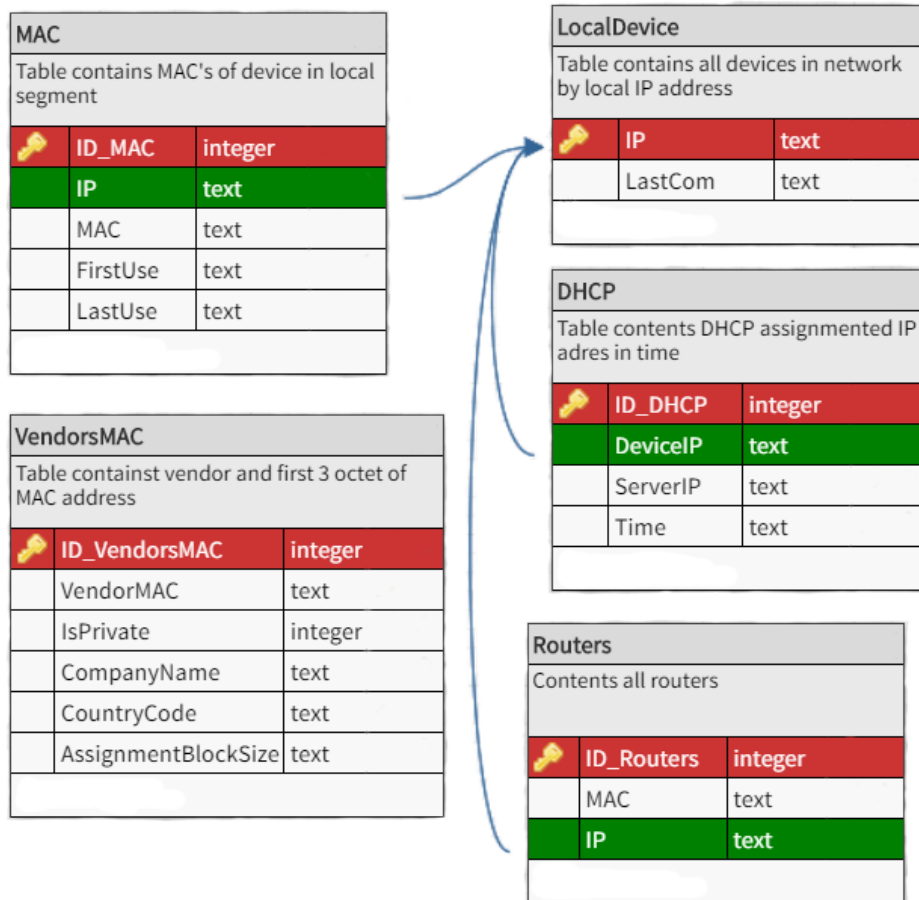 MAC
Table contains MAC's of device in local
segment
ID_MAC integer
IP text
MAC text
FirstUse text
LastUse text
VendorsMAC
Table containst vendor and first 3 octet of
MAC address
ID_VendorsMAC integer
VendorMAC text
IsPrivate integer
CompanyName text
CountryCode text
AssignmentBlockSize text
LocalDevice
Table contains all devices in network
by local IP address
IP text
LastCom text
DHCP
Table contents DHCP assignmented IP
adres in time
ID_DHCP integer
DeviceIP text
ServerIP text
Time text
Routers
Contents all routers
ID_Routers integer
MAC text
IP text